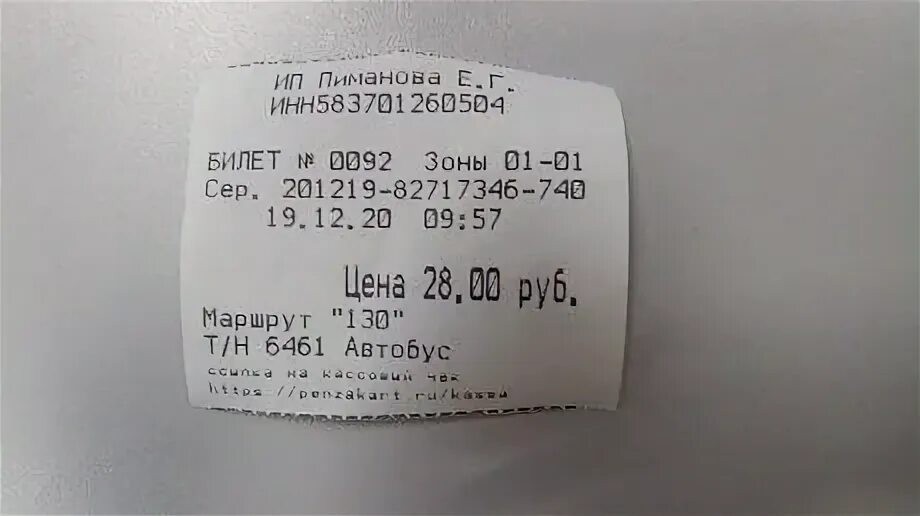 ИП Пиманова Е.Г.
ИНН583701260504
БИЛЕТ № 0092 Зоны 01-01
Сер. 201219-82717346-740
19.12.20 09:57
Цена 28,00 руб.
Маршрут "130"
Т/Н 6461 Автобус
ссылка на кассовый чек